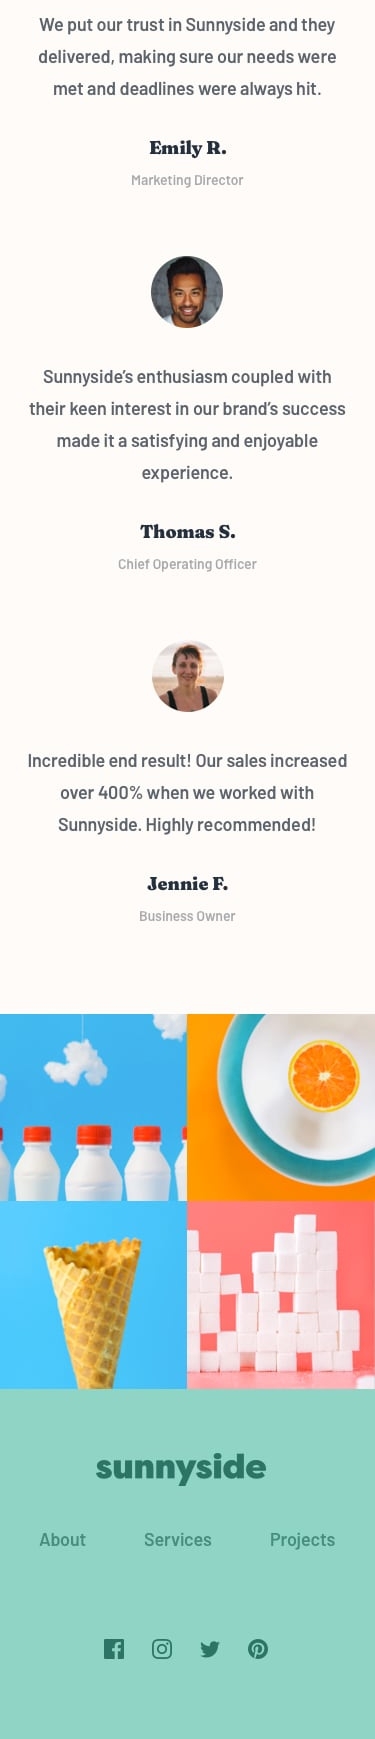 We put our trust in Sunnyside and they
delivered, making sure our needs were
met and deadlines were always hit.
Emily R.
Marketing Director
Sunnyside’s enthusiasm coupled with
their keen interest in our brand’s success
made it a satisfying and enjoyable
experience.
Thomas S.
Chief Operating Officer
Incredible end result! Our sales increased
over 400% when we worked with
Sunnyside. Highly recommended!
Jennie F.
Business Owner
sunnyside
About Services Projects